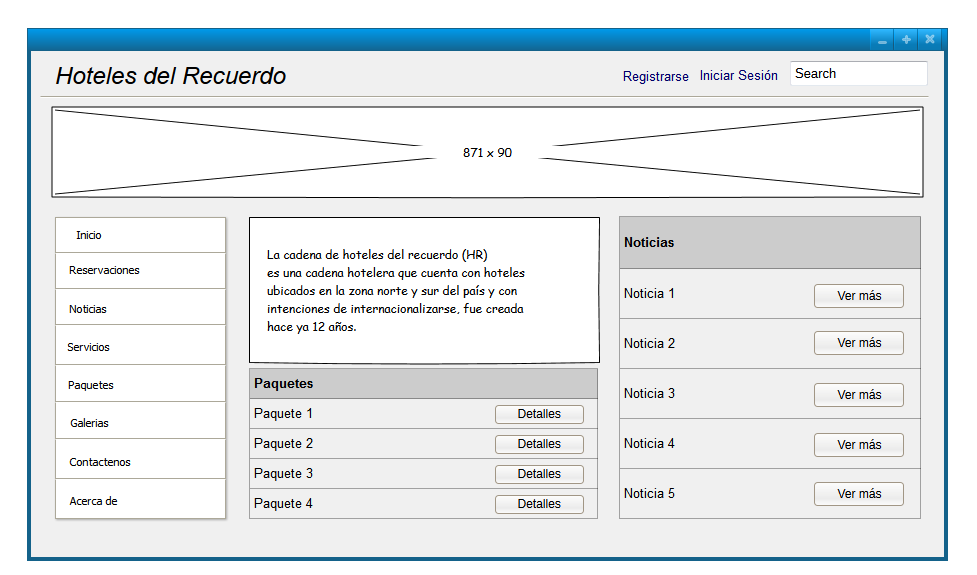 Hoteles del Recuerdo
Registrarse Iniciar Sesión Search
871 x 90
Inicio
Reservaciones
Noticias
Servicios
Paquetes
Galerias
Contactenos
Acerca de
La cadena de hoteles del recuerdo (HR)
es una cadena hotelera que cuenta con hoteles
ubicados en la zona norte y sur del país y con
intenciones de internacionalizarse, fue creada
hace ya 12 años.
Paquetes
Paquete 1 Detalles
Paquete 2 Detalles
Paquete 3 Detalles
Paquete 4 Detalles
Noticias
Noticia 1 Ver más
Noticia 2 Ver más
Noticia 3 Ver más
Noticia 4 Ver más
Noticia 5 Ver más